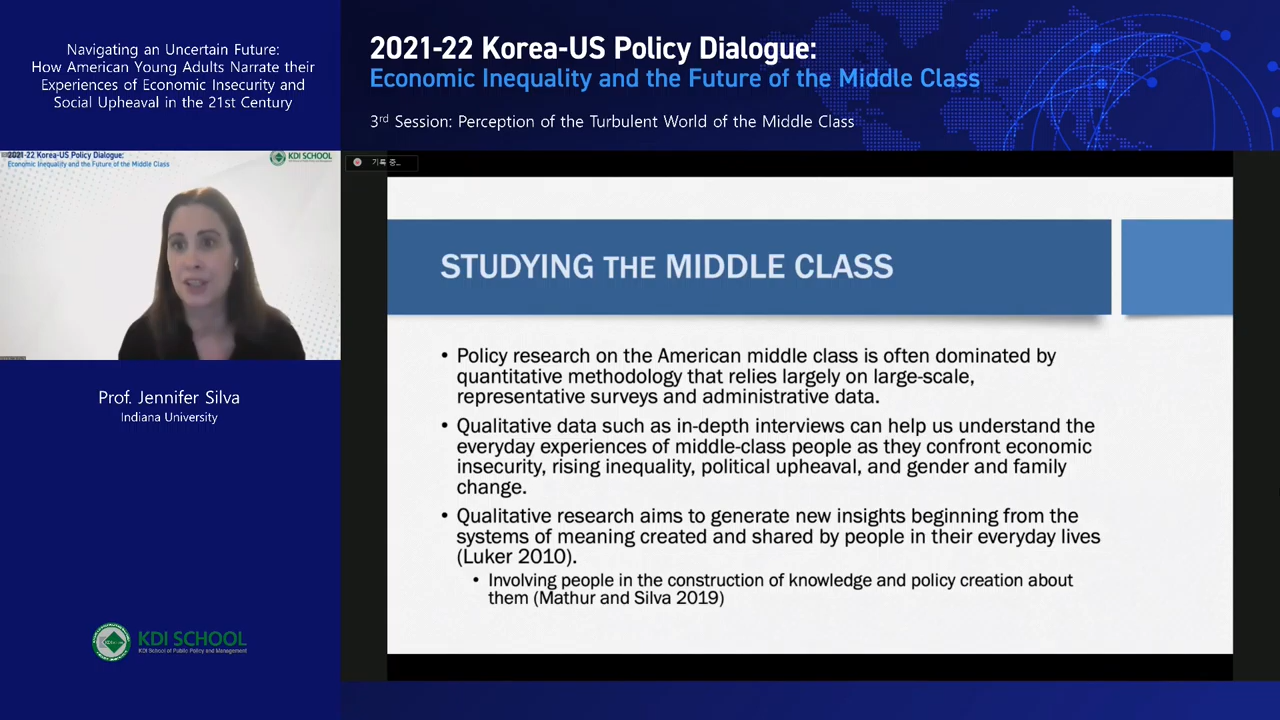 Navigating an Uncertain Future:
How American Young Adults Narrate their
Experiences of Economic Insecurity and
Social Upheaval in the 21st Century
2021-22 Korea-US Policy Dialogue:
Economic Inequality and the Future of the Middle Class
3rd Session: Perception of the Turbulent World of the Middle Class
2021-22 Korea-US Policy Dialogue:
Economic Inequality and the Future of the Middle Class
KDI SCHOOL
Prof. Jennifer Silva
Indiana University
KDI SCHOOL
KDI School of Public Policy and Management
기록 중...
STUDYING THE MIDDLE CLASS
• Policy research on the American middle class is often dominated by
quantitative methodology that relies largely on large-scale,
representative surveys and administrative data.
• Qualitative data such as in-depth interviews can help us understand the
everyday experiences of middle-class people as they confront economic
insecurity, rising inequality, political upheaval, and gender and family
change.
• Qualitative research aims to generate new insights beginning from the
systems of meaning created and shared by people in their everyday lives
(Luker 2010).
• Involving people in the construction of knowledge and policy creation about
them (Mathur and Silva 2019)